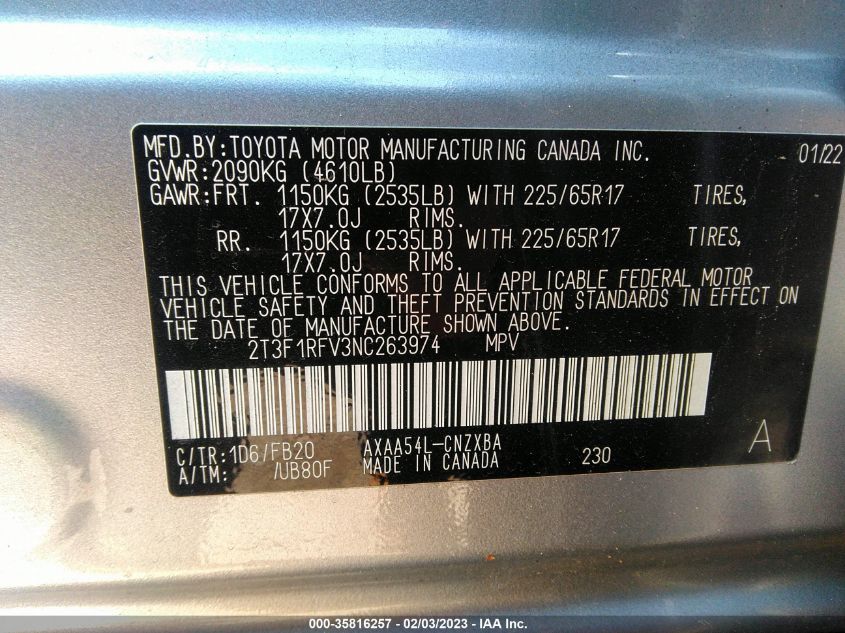 MFD.BY:TOYOTA MOTOR MANUFACTURING CANADA INC. 01/22
GVWR:2090KG (4610LB)
GAWR:FRT. 1150KG (2535LB) WITH 225/65R17 TIRES,
17X7.0J RIMS.
RR. 1150KG (2535LB) WITH 225/65R17 TIRES,
17X7.0J RIMS.
THIS VEHICLE CONFORMS TO ALL APPLICABLE FEDERAL MOTOR
VEHICLE SAFETY AND THEFT PREVENTION STANDARDS IN EFFECT ON
THE DATE OF MANUFACTURE SHOWN ABOVE.
2T3F1RFV3NC263974 MPV
C/TR:1D6/FB20 AXAA54L-CNZXBA A
A/TM: /UB80F MADE IN CANADA 230
000-35816257 - 02/03/2023 - IAA Inc.